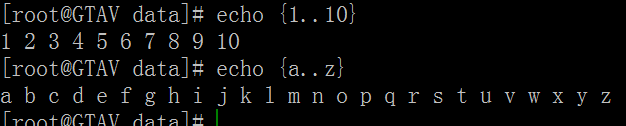 [root@GTAV data]# echo {1..10}
1 2 3 4 5 6 7 8 9 10
[root@GTAV data]# echo {a..z}
a b c d e f g h i j k l m n o p q r s t u v w x y z
[root@GTAV data]#